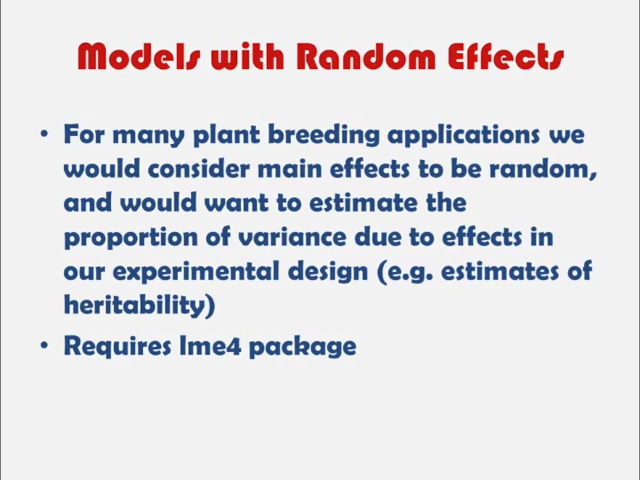 Models with Random Effects
• For many plant breeding applications we
would consider main effects to be random,
and would want to estimate the
proportion of variance due to effects in
our experimental design (e.g. estimates of
heritability)
• Requires lme4 package